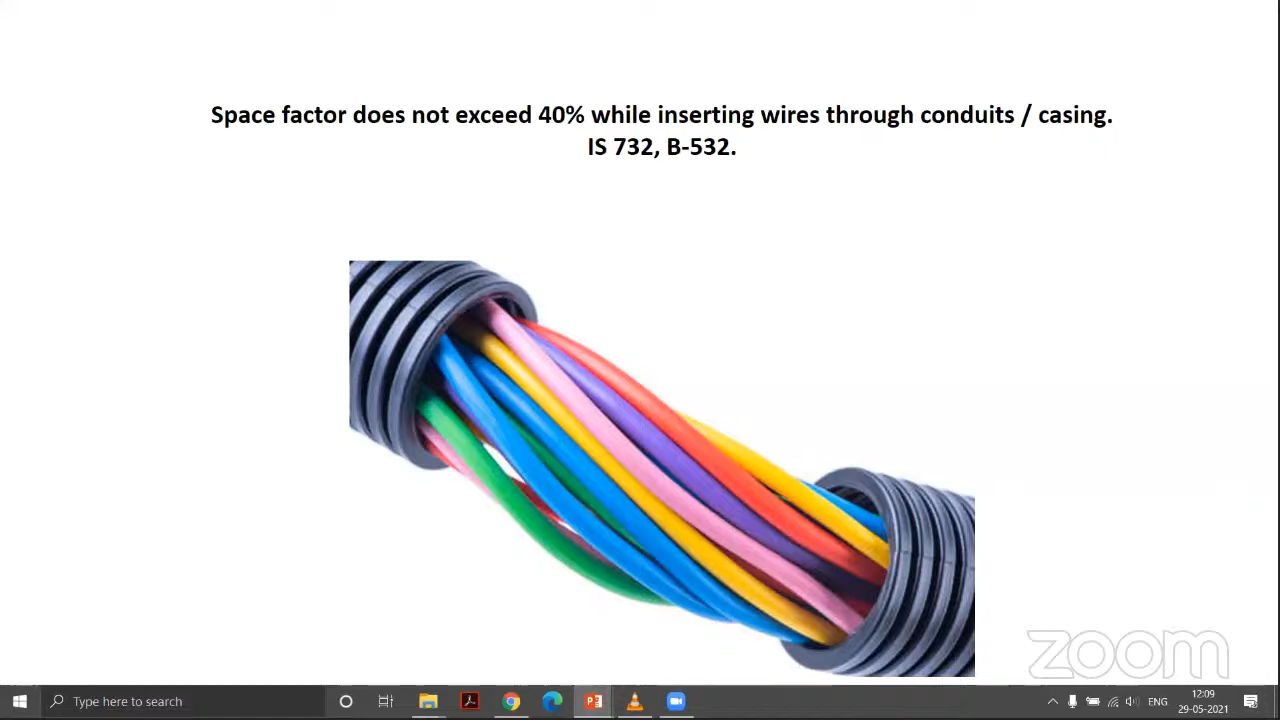 Space factor does not exceed 40% while inserting wires through conduits / casing.
IS 732, B-532.
zoom
Type here to search
ENG
12:09
29-05-2021